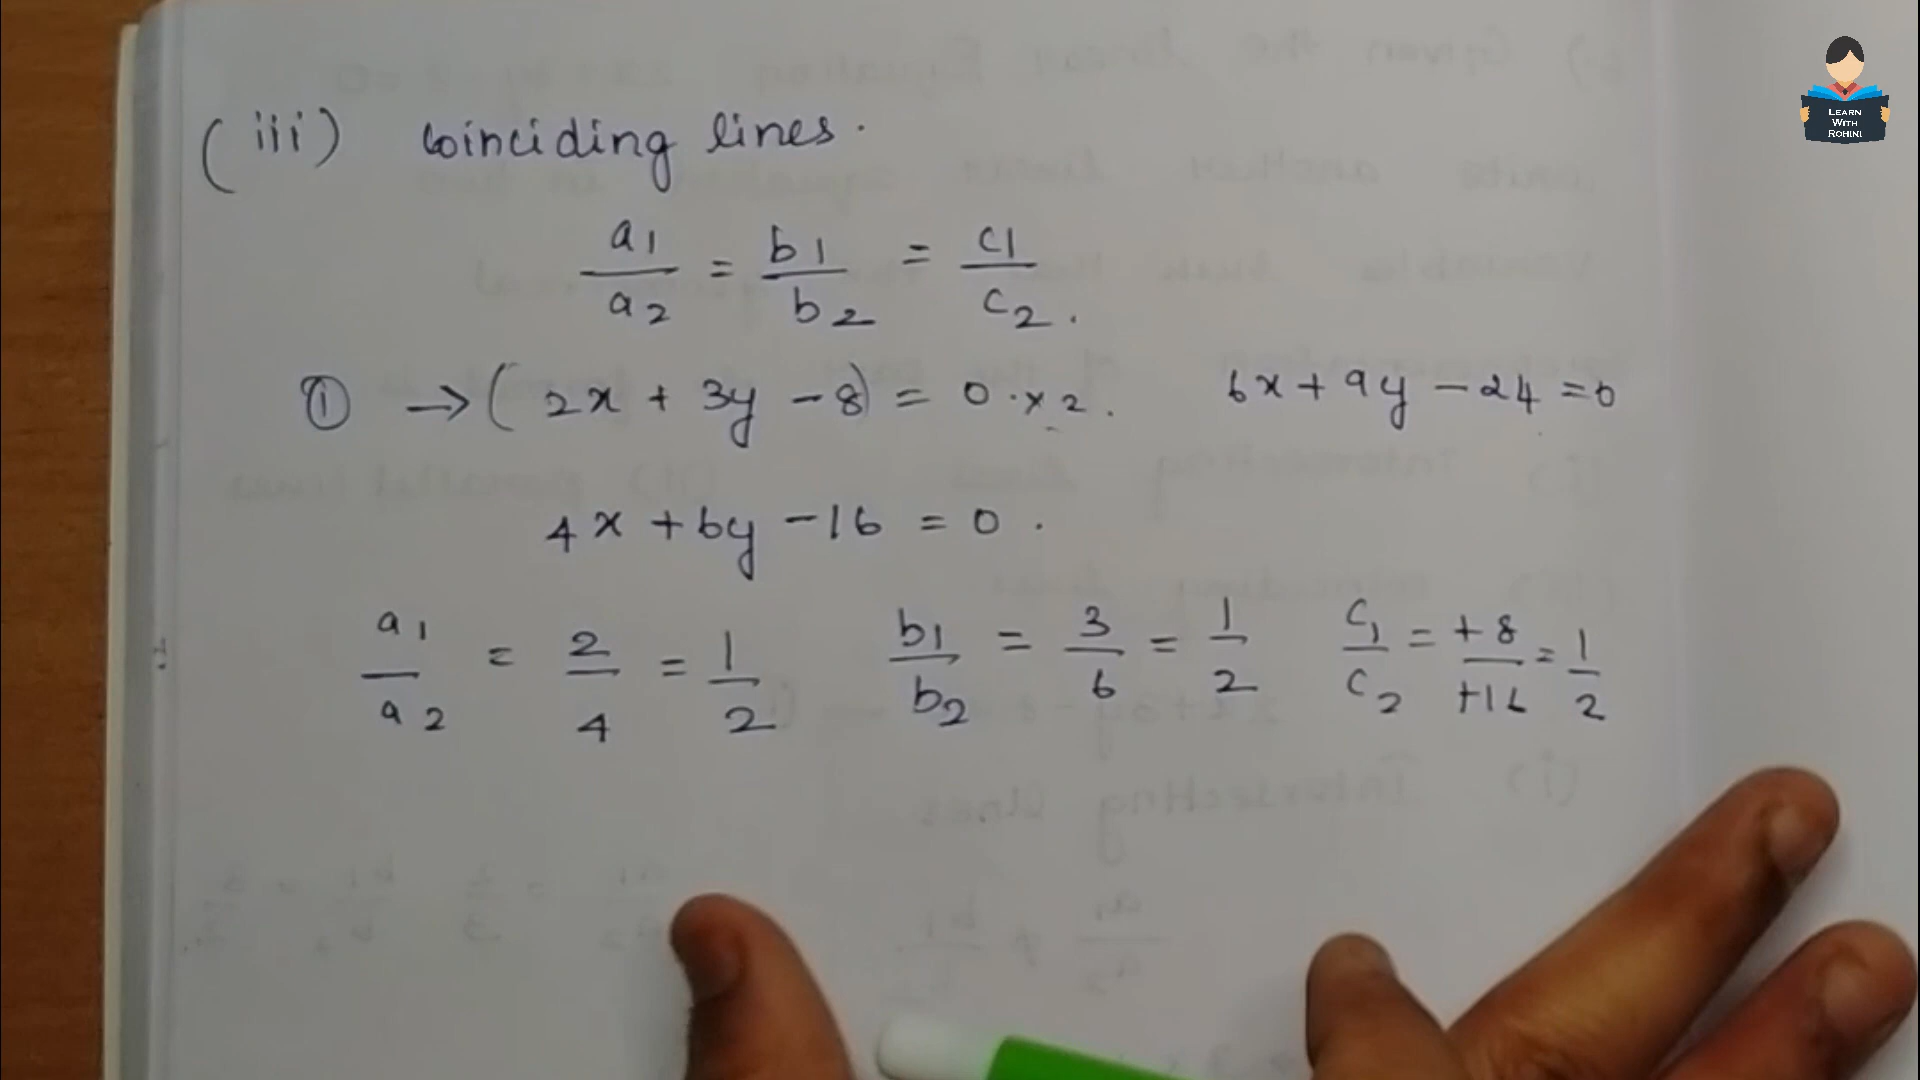 (iii) Coinciding lines.
a1/a2 = b1/b2 = c1/c2.
① → (2x + 3y - 8) = 0 · x 2. 6x + 9y - 24 = 0
4x + 6y - 16 = 0.
a1/a2 = 2/4 = 1/2 b1/b2 = 3/6 = 1/2 c1/c2 = +8/+16 = 1/2
LEARN
WITH
ROHINI